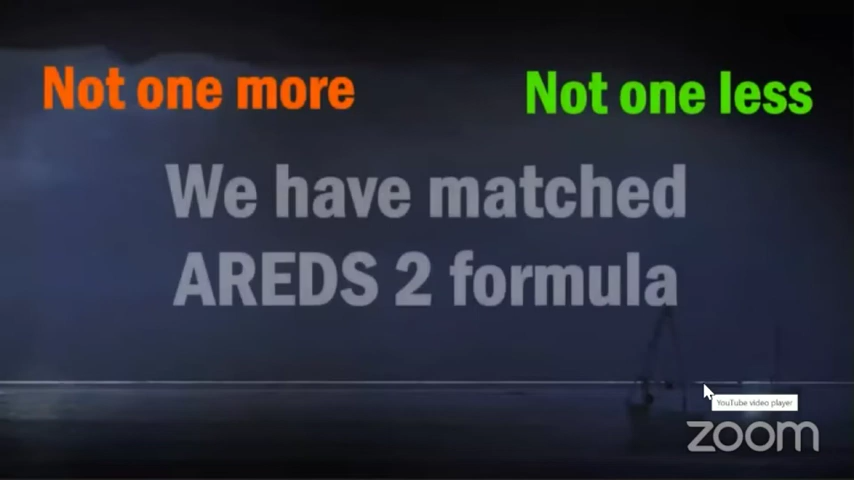 Not one more
Not one less
We have matched
AREDS 2 formula
YouTube video player
zoom